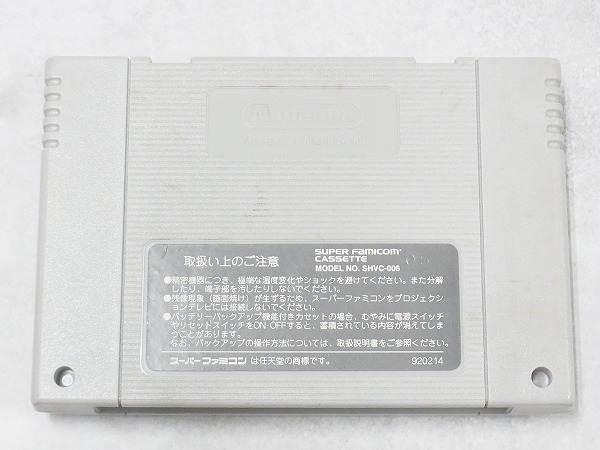 Nintendo
取扱い上のご注意
SUPER FAMICOM
CASSETTE
MODEL NO. SHVC-006
●精密機器につき、極端な温度変化やショックを避けてください。また分解
したり、端子部を汚したりしないでください。
●残像現象(画面焼け)が生ずるため、スーパーファミコンをプロジェクシ
ョンテレビには接続しないでください。
●バッテリーバックアップ機能付きカセットの場合、むやみに電源スイッチ
やリセットスイッチをON-OFFすると、蓄積されている内容が消えてしま
うことがあります。
なお、バックアップの操作方法については、取扱説明書をご参照ください。
スーパーファミコン は任天堂の商標です。
920214